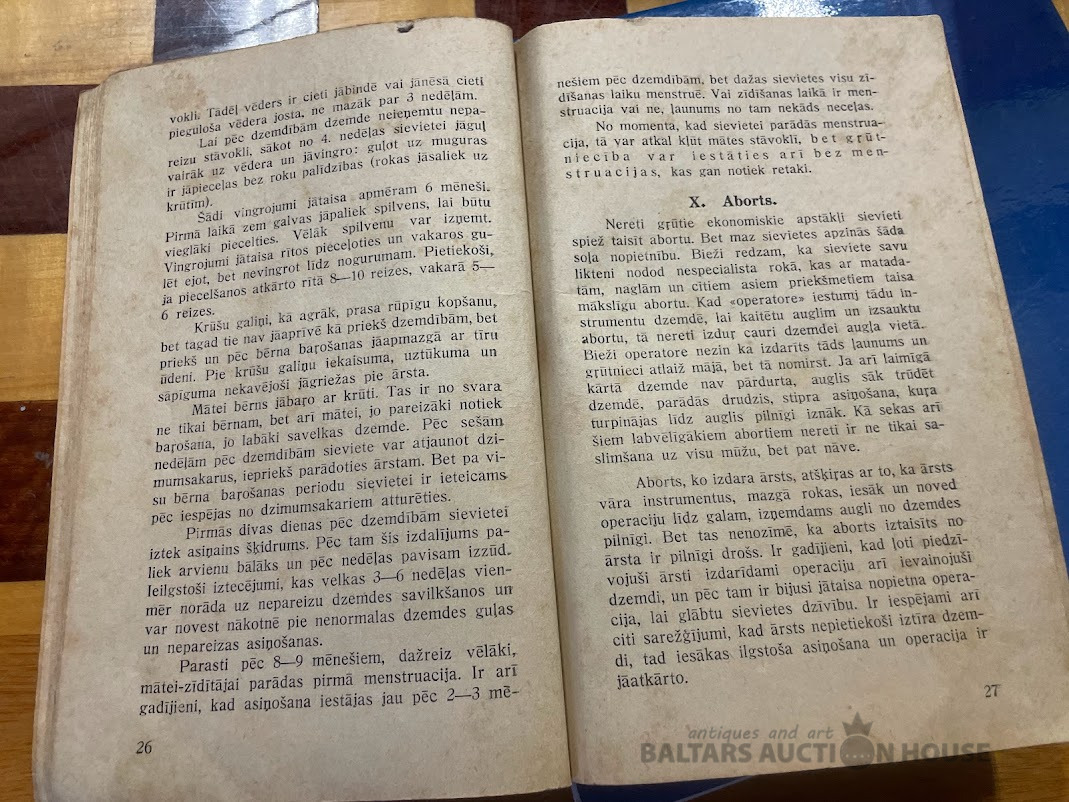 vokli. Tādēļ vēders ir cieti jābindē vai jānēsā cieti
pieguloša vēdera josta, ne mazāk par 3 nedēļām.
Lai pēc dzemdībām dzemde neieņemtu nepa-
reizu stāvokli, sākot no 4. nedēļas sievietei jāguļ
vairāk uz vēdera un jāvingro: guļot uz muguras
ir jāpieceļas bez roku palīdzības (rokas jāsaliek uz
krūtīm).
Šādi vingrojumi jātaisa apmēram 6 mēneši.
Pirmā laikā zem galvas jāpaliek spilvens, lai būtu
vieglāki piecelties. Vēlāk spilvenu var izņemt.
Vingrojumi jātaisa rītos pieceļoties un vakaros gu-
lēt ejot, bet nevingrot līdz nogurumam. Pietiekoši,
ja piecelšanos atkārto rītā 8—10 reizes, vakarā 5—
6 reizes.
Krūšu galiņi, kā agrāk, prasa rūpīgu kopšanu,
bet tagad tie nav jāaprivē kā priekš dzemdībām, bet
priekš un pēc bērna baŗošanas jāapmazgā ar tīru
ūdeni. Pie krūšu galiņu iekaisuma, uztūkuma un
sāpīguma nekavējoši jāgriežas pie ārsta.
Mātei bērns jābaŗo ar krūti. Tas ir no svara
ne tikai bērnam, bet arī mātei, jo pareizāki notiek
baŗošana, jo labāki savelkas dzemde. Pēc sešām
nedēļām pēc dzemdībām sieviete var atjaunot dzi-
mumsakarus, iepriekš parādoties ārstam. Bet pa vi-
su bērna baŗošanas periodu sievietei ir ieteicams
pēc iespējas no dzimumsakariem atturēties.
Pirmās divas dienas pēc dzemdībām sievietei
iztek asiņains šķidrums. Pēc tam šis izdalījums pa-
liek arvienu bālāks un pēc nedēļas pavisam izzūd.
Ieilgstoši iztecējumi, kas velkas 3—6 nedēļas vien-
mēr norāda uz nepareizu dzemdes savilkšanos un
var novest nākotnē pie nenormalas dzemdes guļas
un nepareizas asiņošanas.
Parasti pēc 8—9 mēnešiem, dažreiz vēlāki,
mātei-zīdītājai parādas pirmā menstruacija. Ir arī
gadījieni, kad asiņošana iestājas jau pēc 2—3 mē-
26
nešiem pēc dzemdībām, bet dažas sievietes visu zī-
dīšanas laiku menstruē. Vai zīdīšanas laikā ir men-
struacija vai ne, ļaunums no tam nekāds neceļas.
No momenta, kad sievietei parādās menstrua-
cija, tā var atkal kļūt mātes stāvoklī, bet grūt-
niecība var iestāties arī bez men-
struacijas, kas gan notiek retaki.
X. Aborts.
Nereti grūtie ekonomiskie apstākļi sievieti
spiež taisīt abortu. Bet maz sievietes apzinās šāda
soļa nopietnību. Bieži redzam, ka sieviete savu
likteni nodod nespecialista rokā, kas ar matada-
tām, naglām un citiem asiem priekšmetiem taisa
mākslīgu abortu. Kad «operatore» iestumj tādu in-
strumentu dzemdē, lai kaitētu auglim un izsauktu
abortu, tā nereti izduŗ cauri dzemdei augļa vietā.
Bieži operatore nezin kā izdarīts tāds ļaunums un
gŗūtnieci atlaiž mājā, bet tā nomirst. Ja arī laimīgā
kārtā dzemde nav pārdurta, auglis sāk trūdēt
dzemdē, parādās drudzis, stipra asiņošana, kuŗa
turpinājas līdz auglis pilnīgi iznāk. Kā sekas arī
šiem labvēlīgākiem abortiem nereti ir ne tikai sa-
slimšana uz visu mūžu, bet pat nāve.
Aborts, ko izdara ārsts, atšķiras ar to, ka ārsts
vāra instrumentus, mazgā rokas, iesāk un noved
operaciju līdz galam, izņemdams augli no dzemdes
pilnīgi. Bet tas nenozīmē, ka aborts iztaisīts no
ārsta ir pilnīgi drošs. Ir gadījieni, kad ļoti piedzī-
vojuši ārsti izdarīdami operaciju arī ievainojuši
dzemdi, un pēc tam ir bijusi jātaisa nopietna opera-
cija, lai glābtu sievietes dzīvību. Ir iespējami arī
citi sarežģījumi, kad ārsts nepietiekoši iztīra dzem-
di, tad iesākas ilgstoša asiņošana un operacija ir
jāatkārto.
27
antiques and art
BALTARS AUCTION HOUSE